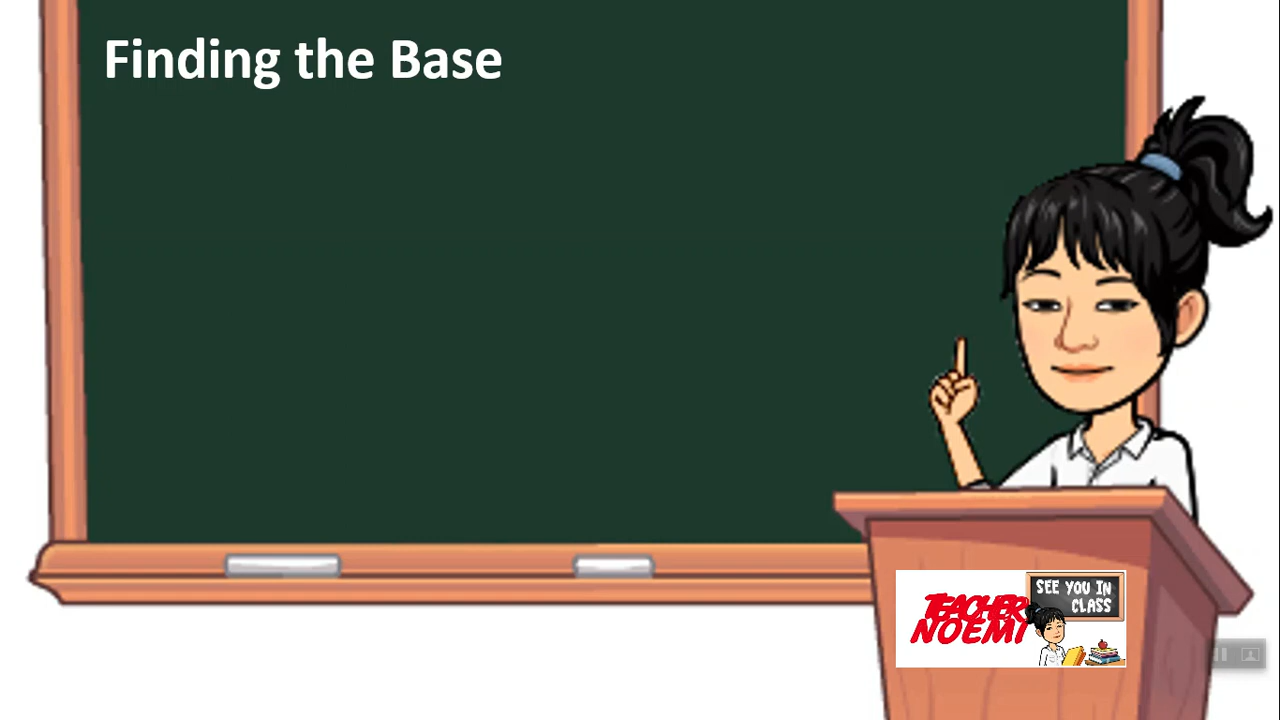 Finding the Base
SEE YOU IN
CLASS
TEACHER
NOEMI